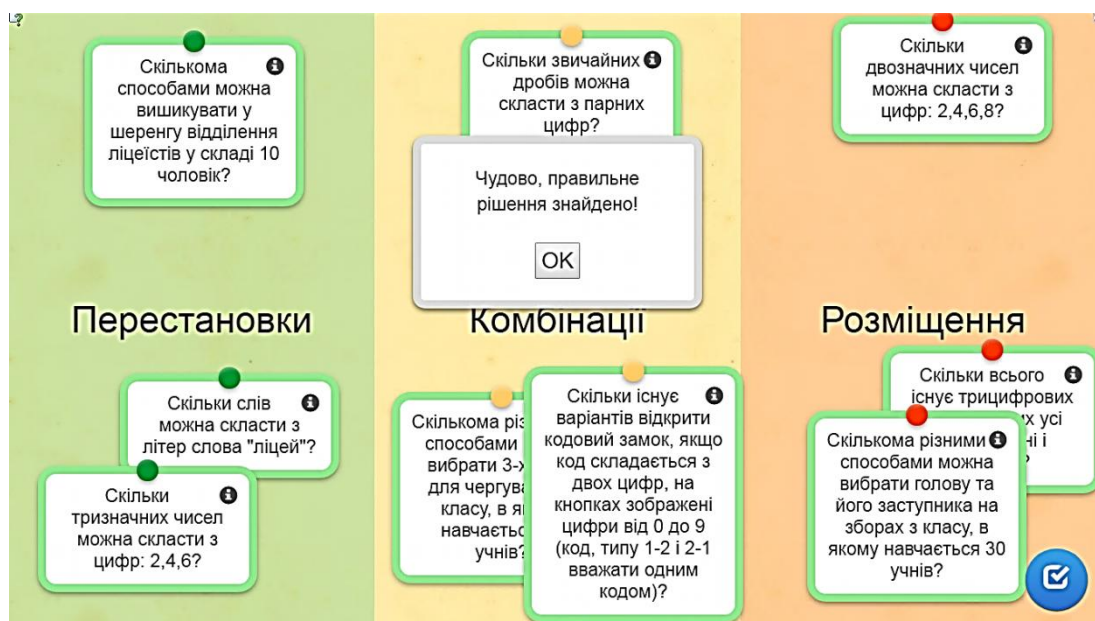 Скількома
способами можна
вишикувати у
шеренгу відділення
ліцеїстів у складі 10
чоловік?
Скільки звичайних
дробів можна
скласти з парних
цифр?
Скільки
двозначних чисел
можна скласти з
цифр: 2,4,6,8?
Чудово, правильне
рішення знайдено!
OK
Перестановки
Комбінації
Розміщення
Скільки слів
можна скласти з
літер слова "ліцей"?
Скільки
тризначних чисел
можна скласти з
цифр: 2,4,6?
Скількома
способами
вибрати 3-х
для
класу, в
учнів?
Скільки існує
варіантів відкрити
кодовий замок, якщо
код складається з
двох цифр, на
кнопках зображені
цифри від 0 до 9
(код, типу 1-2 і 2-1
вважати одним
кодом)?
Скільки всього
існує трицифрових
усі
і
Скількома різними
способами можна
вибрати голову та
його заступника на
зборах з класу, в
якому навчається 30
учнів?